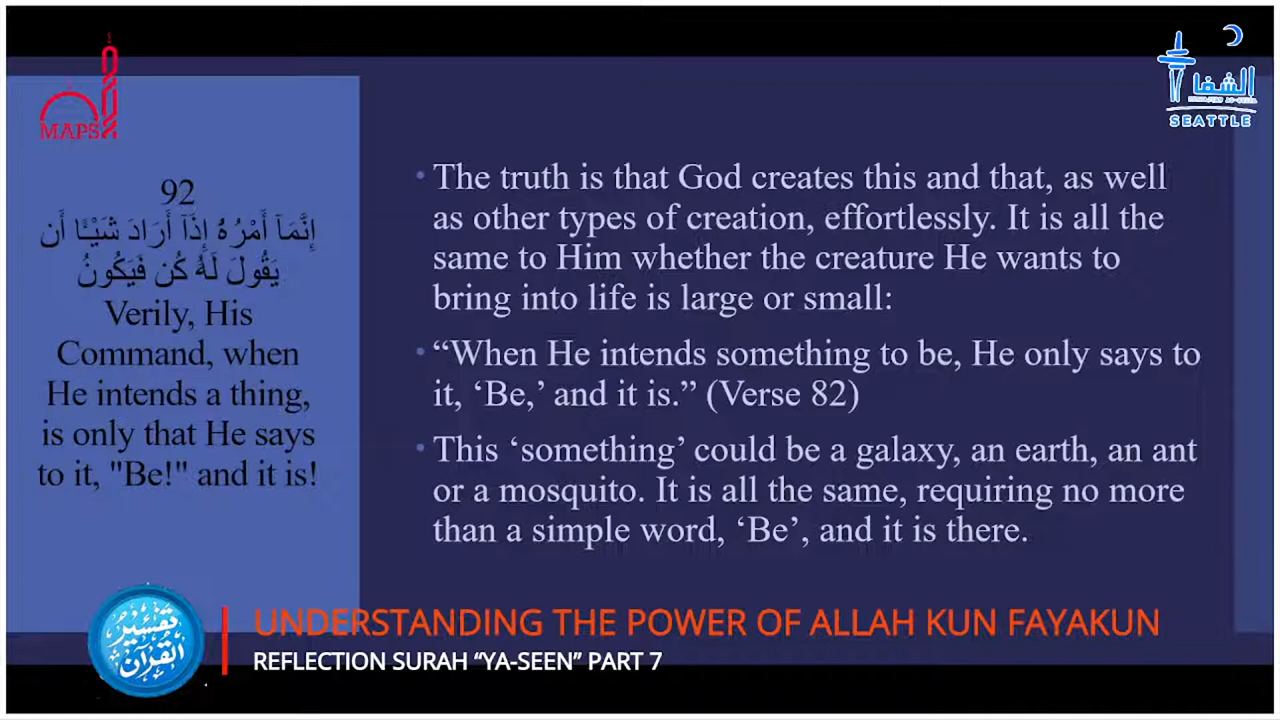 MAPS
الشفاء
SEATTLE
92
إِنَّمَآ أَمْرُهُۥٓ إِذَآ أَرَادَ شَيْـًٔا أَن
يَقُولَ لَهُۥ كُن فَيَكُونُ
Verily, His
Command, when
He intends a thing,
is only that He says
to it, "Be!" and it is!
• The truth is that God creates this and that, as well
as other types of creation, effortlessly. It is all the
same to Him whether the creature He wants to
bring into life is large or small:
• “When He intends something to be, He only says to
it, ‘Be,’ and it is.” (Verse 82)
• This ‘something’ could be a galaxy, an earth, an ant
or a mosquito. It is all the same, requiring no more
than a simple word, ‘Be’, and it is there.
تفسير
القرآن
UNDERSTANDING THE POWER OF ALLAH KUN FAYAKUN
REFLECTION SURAH “YA-SEEN” PART 7